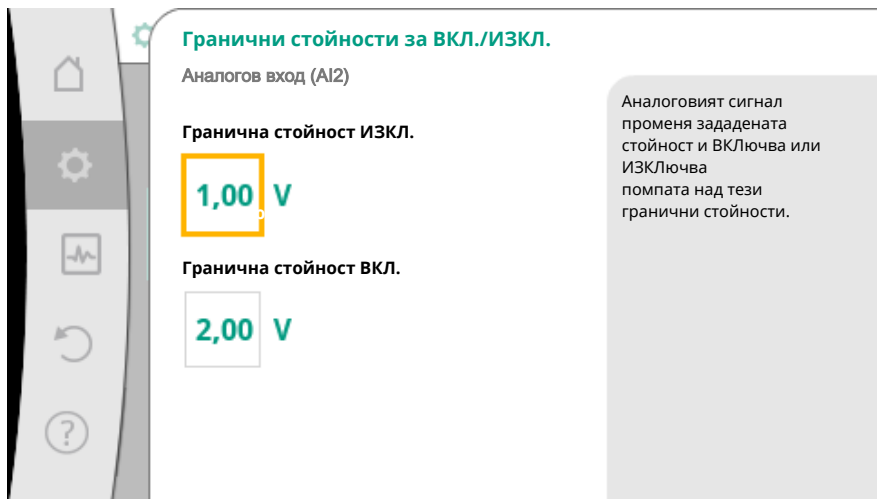 Гранични стойности за ВКЛ./ИЗКЛ.
Аналогов вход (AI2)
Гранична стойност ИЗКЛ.
1,00 V
Гранична стойност ВКЛ.
2,00 V
Аналоговият сигнал
променя зададената
стойност и ВКЛючва или
ИЗКЛючва
помпата над тези
гранични стойности.